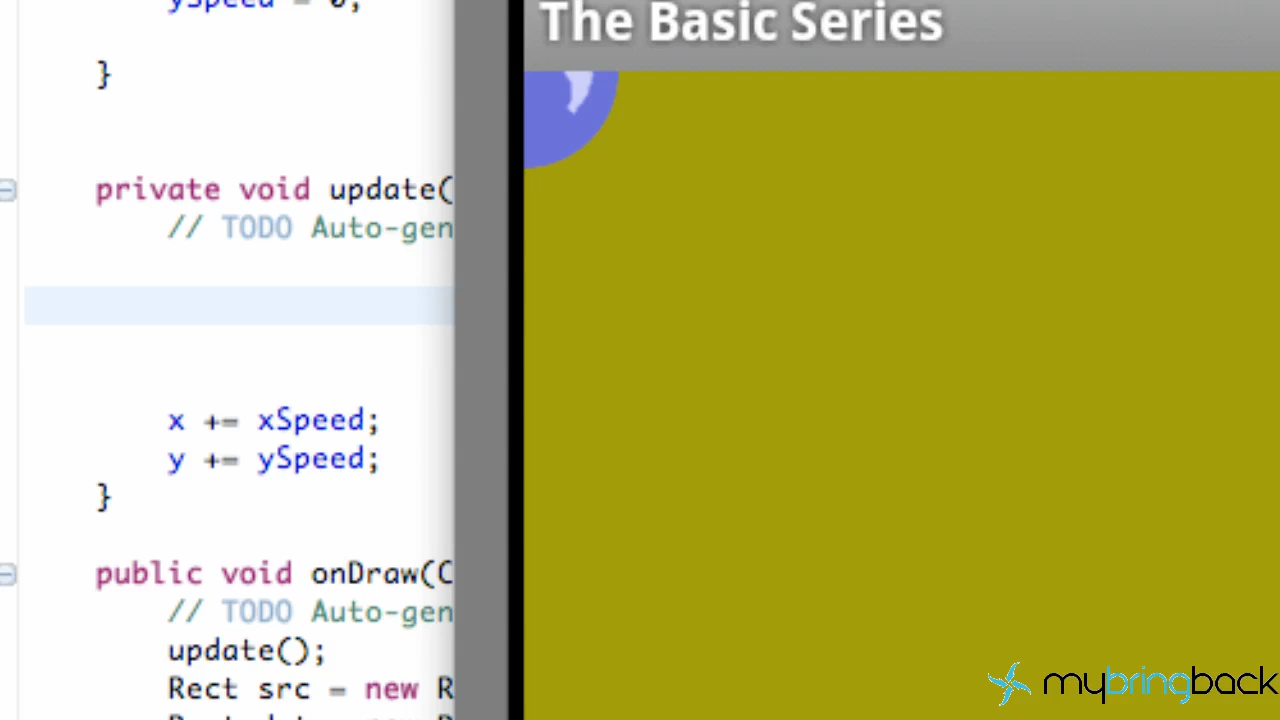 ySpeed = 0;
}
private void update(
// TODO Auto-gen
x += xSpeed;
y += ySpeed;
}
public void onDraw(C
// TODO Auto-gen
update();
Rect src = new R
The Basic Series
mybringback